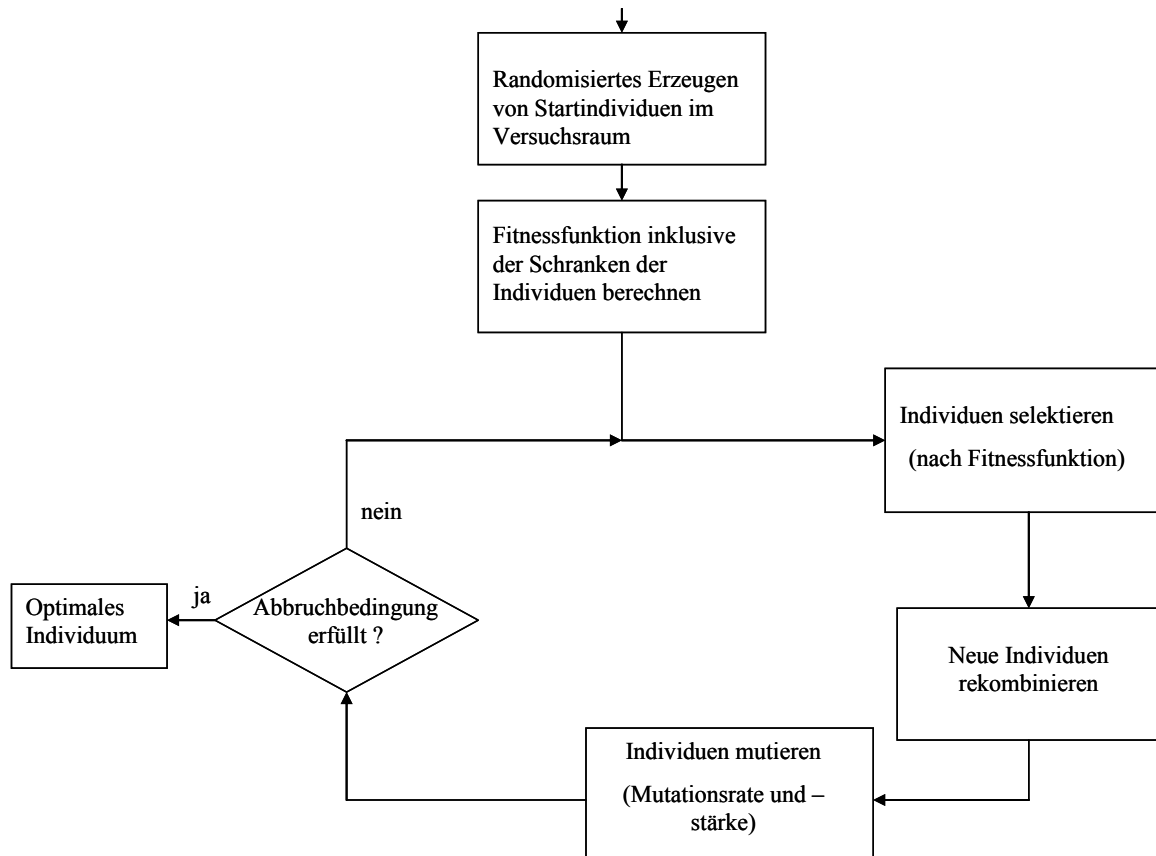 Randomisiertes Erzeugen
von Startindividuen im
Versuchsraum
Fitnessfunktion inklusive
der Schranken der
Individuen berechnen
Individuen selektieren
(nach Fitnessfunktion)
nein
ja
Optimales
Individuum
Abbruchbedingung
erfüllt ?
Neue Individuen
rekombinieren
Individuen mutieren
(Mutationsrate und –
stärke)